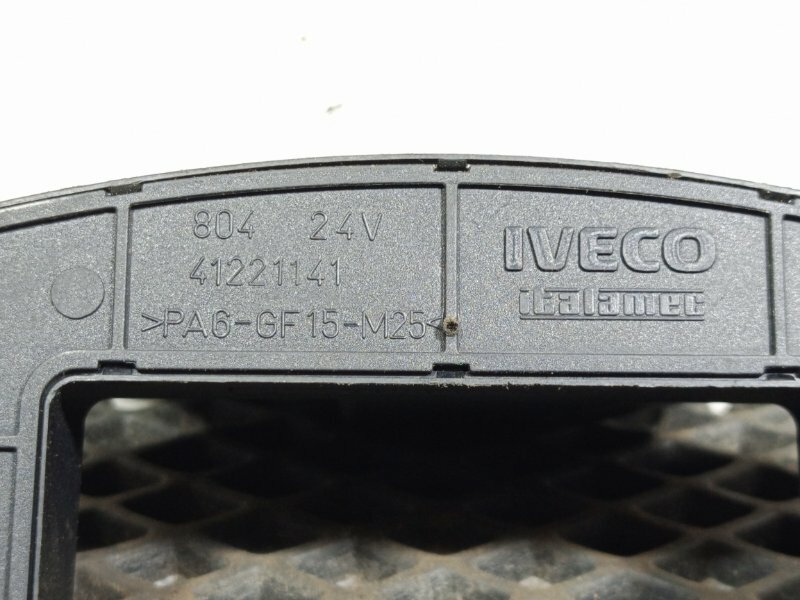 804 24V
41221141
>PA6-GF15-M25<
IVECO
italamec